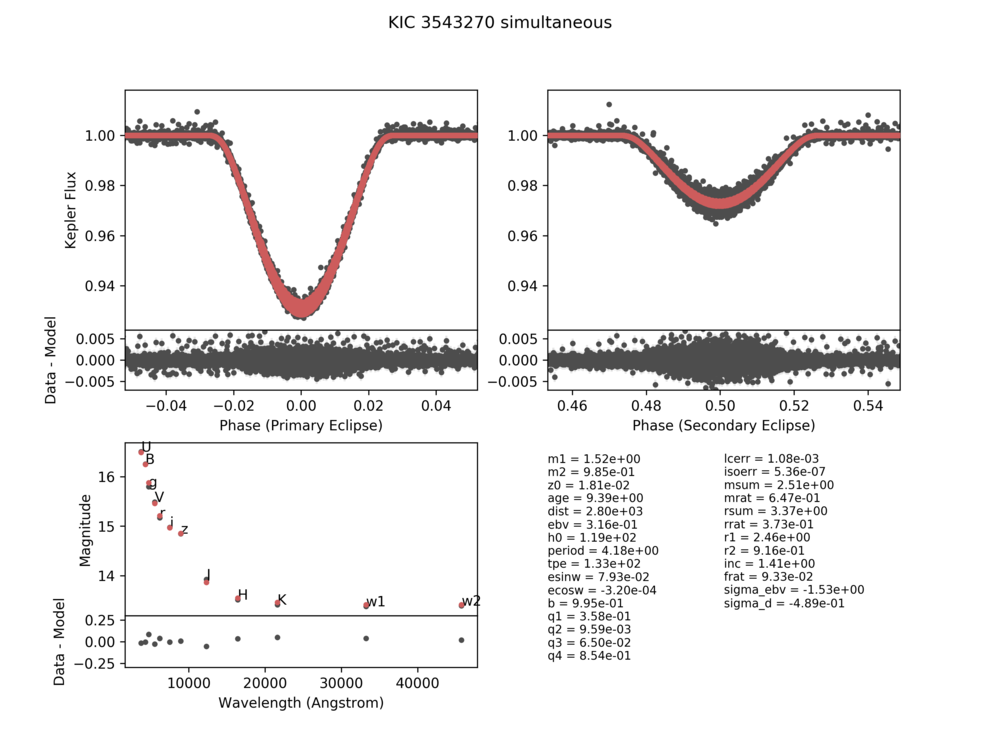 KIC 3543270 simultaneous
Kepler Flux
1.00
0.98
0.96
0.94
1.00
0.98
0.96
0.94
Data - Model
0.005
0.000
−0.005
0.005
0.000
−0.005
−0.04 −0.02 0.00 0.02 0.04
Phase (Primary Eclipse)
0.46 0.48 0.50 0.52 0.54
Phase (Secondary Eclipse)
Magnitude
16
15
14
U
B
g
V
r
i
z
J
H
K
w1
w2
Data - Model
0.25
0.00
−0.25
10000 20000 30000 40000
Wavelength (Angstrom)
m1 = 1.52e+00
m2 = 9.85e-01
z0 = 1.81e-02
age = 9.39e+00
dist = 2.80e+03
ebv = 3.16e-01
h0 = 1.19e+02
period = 4.18e+00
tpe = 1.33e+02
esinw = 7.93e-02
ecosw = -3.20e-04
b = 9.95e-01
q1 = 3.58e-01
q2 = 9.59e-03
q3 = 6.50e-02
q4 = 8.54e-01
lcerr = 1.08e-03
isoerr = 5.36e-07
msum = 2.51e+00
mrat = 6.47e-01
rsum = 3.37e+00
rrat = 3.73e-01
r1 = 2.46e+00
r2 = 9.16e-01
inc = 1.41e+00
frat = 9.33e-02
sigma_ebv = -1.53e+00
sigma_d = -4.89e-01